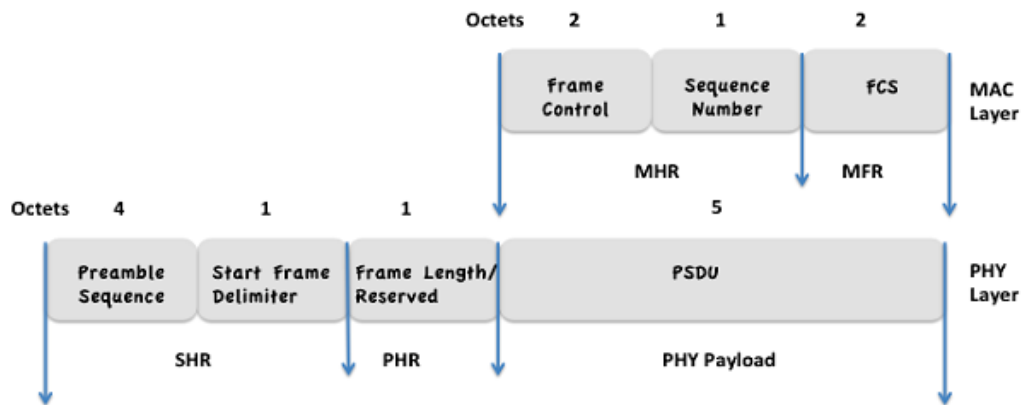 Octets 2 1 2
Frame Control Sequence Number FCS MAC Layer
MHR MFR
Octets 4 1 1 5
Preamble Sequence Start Frame Delimiter Frame Length/ Reserved PSDU PHY Layer
SHR PHR PHY Payload